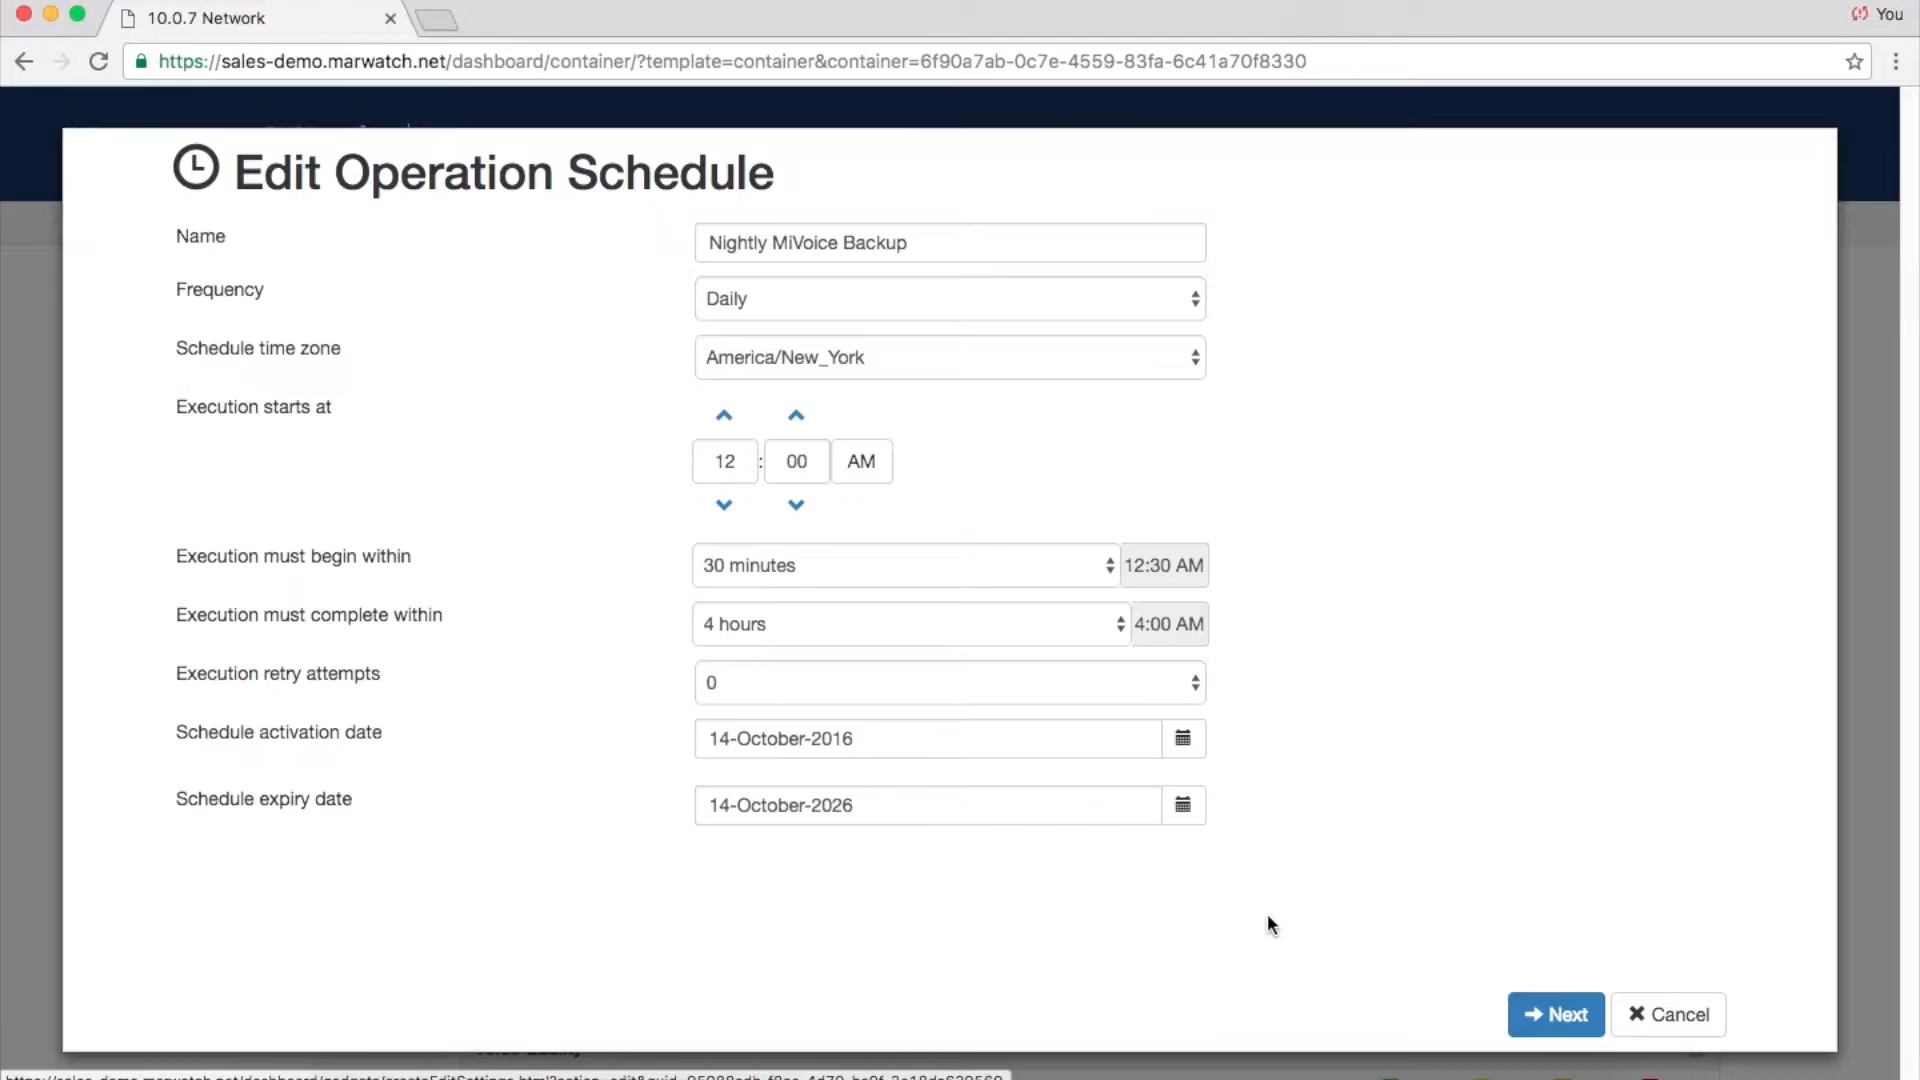 10.0.7 Network
You
https://sales-demo.marwatch.net/dashboard/container/?template=container&container=6f90a7ab-0c7e-4559-83fa-6c41a70f8330
Edit Operation Schedule
Name
Nightly MiVoice Backup
Frequency
Daily
Schedule time zone
America/New_York
Execution starts at
12 : 00 AM
Execution must begin within
30 minutes 12:30 AM
Execution must complete within
4 hours 4:00 AM
Execution retry attempts
0
Schedule activation date
14-October-2016
Schedule expiry date
14-October-2026
Next Cancel